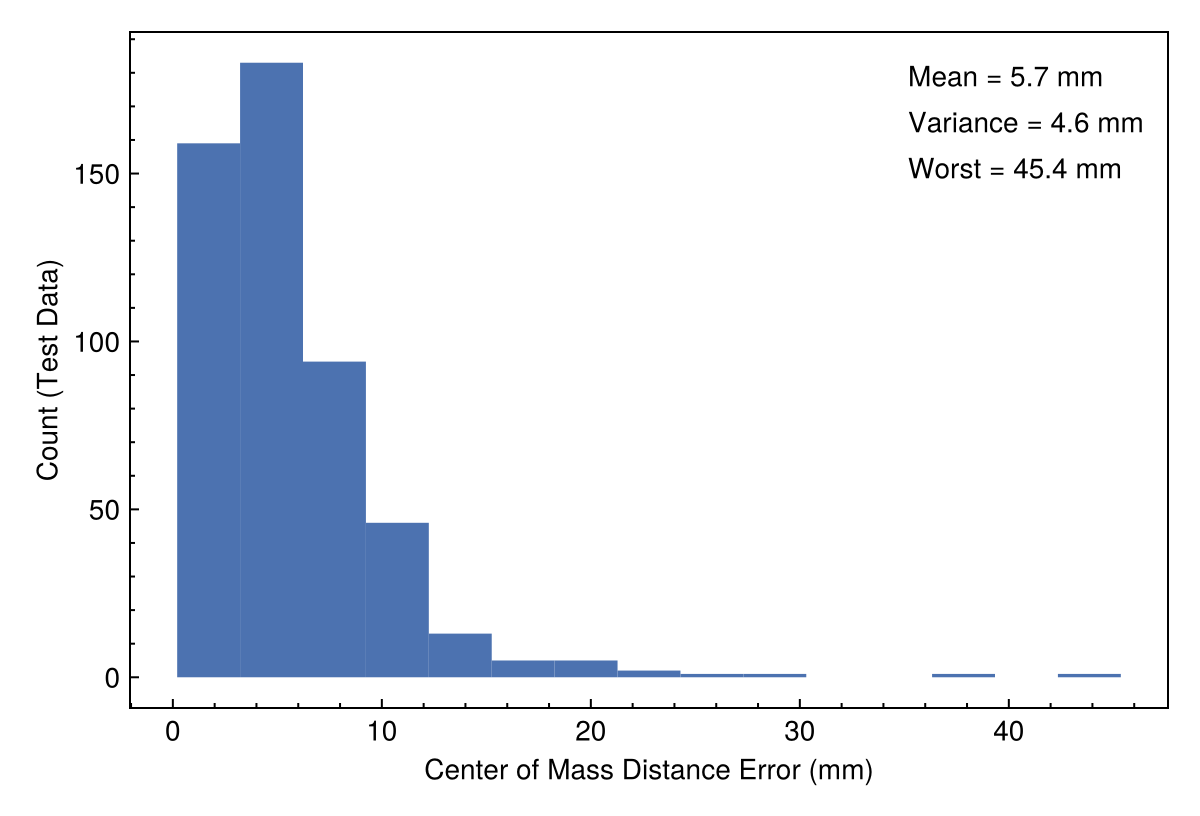 Mean = 5.7 mm
Variance = 4.6 mm
Worst = 45.4 mm
Count (Test Data)
150
100
50
0
0 10 20 30 40
Center of Mass Distance Error (mm)